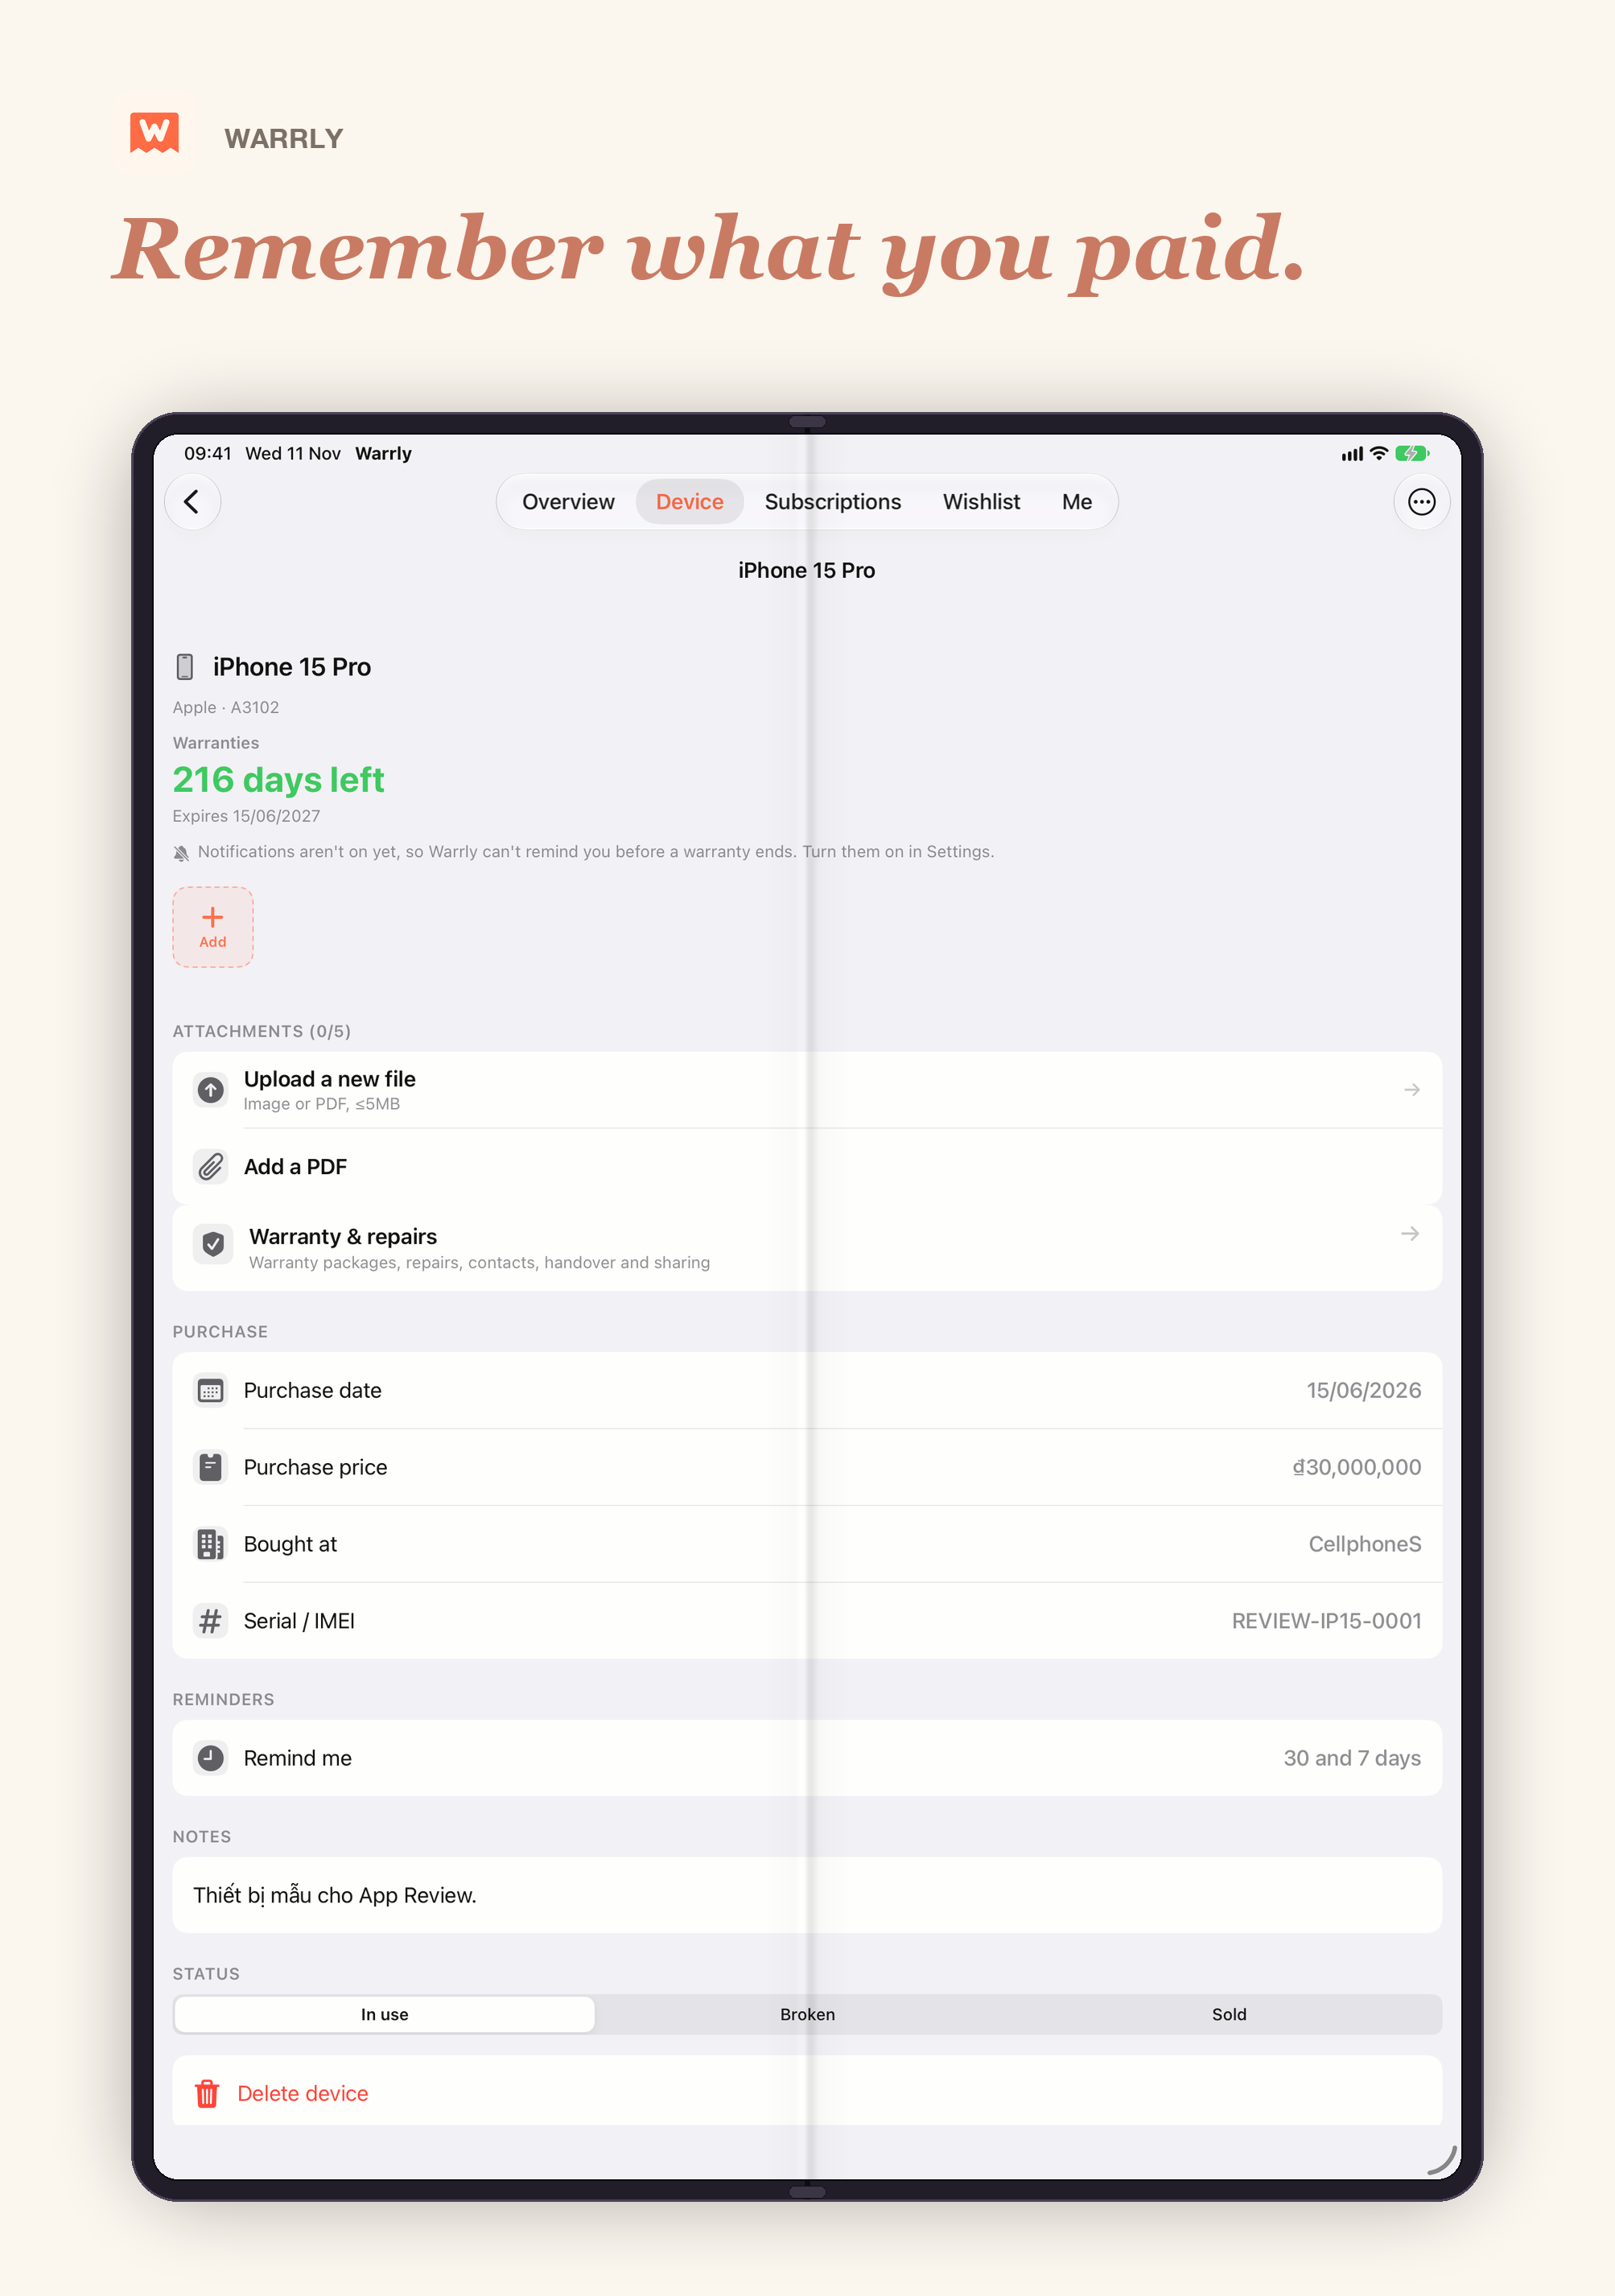 W
WARRLY
Remember what you paid.
09:41 Wed 11 Nov Warrly
Overview Device Subscriptions Wishlist Me
iPhone 15 Pro
iPhone 15 Pro
Apple · A3102
Warranties
216 days left
Expires 15/06/2027
Notifications aren't on yet, so Warrly can't remind you before a warranty ends. Turn them on in Settings.
Add
ATTACHMENTS (0/5)
Upload a new file
Image or PDF, ≤5MB
Add a PDF
Warranty & repairs
Warranty packages, repairs, contacts, handover and sharing
PURCHASE
Purchase date 15/06/2026
Purchase price ₫30,000,000
Bought at CellphoneS
Serial / IMEI REVIEW-IP15-0001
REMINDERS
Remind me 30 and 7 days
NOTES
Thiết bị mẫu cho App Review.
STATUS
In use Broken Sold
Delete device